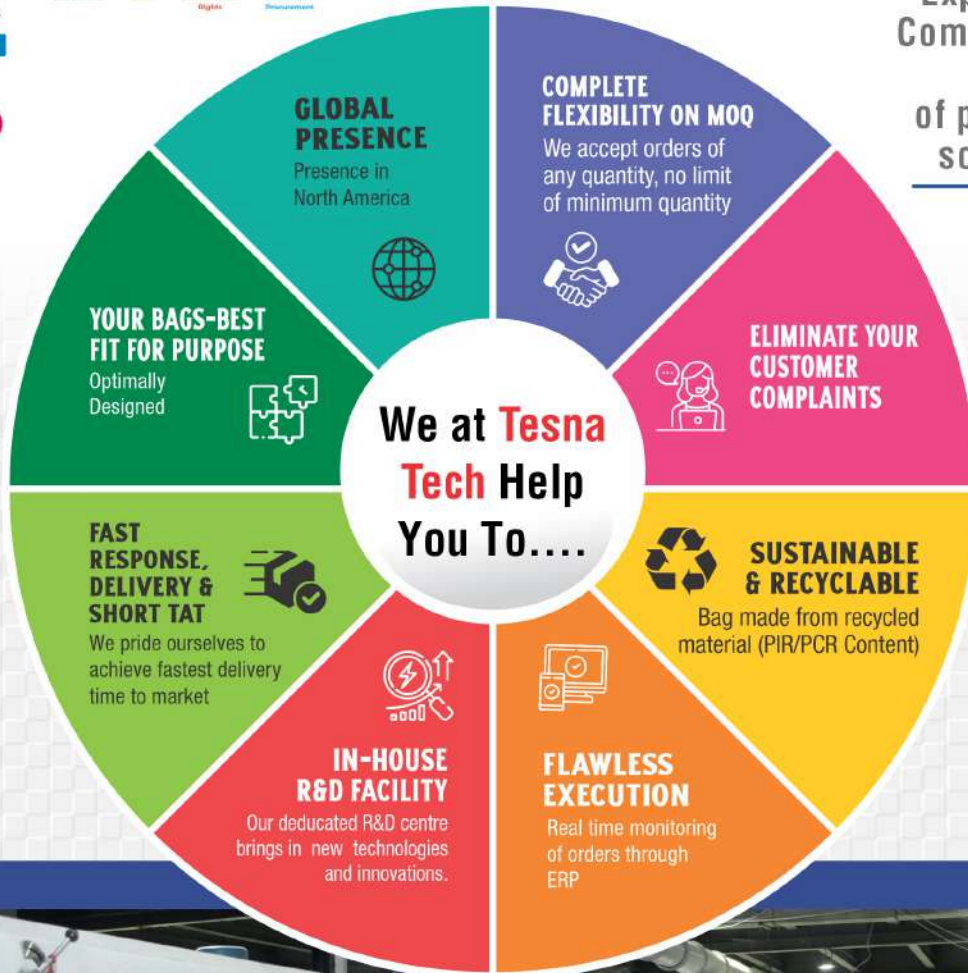 Rights
Procurement
Com
of p
GLOBAL
PRESENCE
Presence in
North America
COMPLETE
FLEXIBILITY ON MOQ
We accept orders of
any quantity, no limit
of minimum quantity
ELIMINATE YOUR
CUSTOMER
COMPLAINTS
SUSTAINABLE
& RECYCLABLE
Bag made from recycled
material (PIR/PCR Content)
FLAWLESS
EXECUTION
Real time monitoring
of orders through
ERP
IN-HOUSE
R&D FACILITY
Our deducated R&D centre
brings in new technologies
and innovations.
FAST
RESPONSE,
DELIVERY &
SHORT TAT
We pride ourselves to
achieve fastest delivery
time to market
YOUR BAGS-BEST
FIT FOR PURPOSE
Optimally
Designed
We at Tesna
Tech Help
You To....